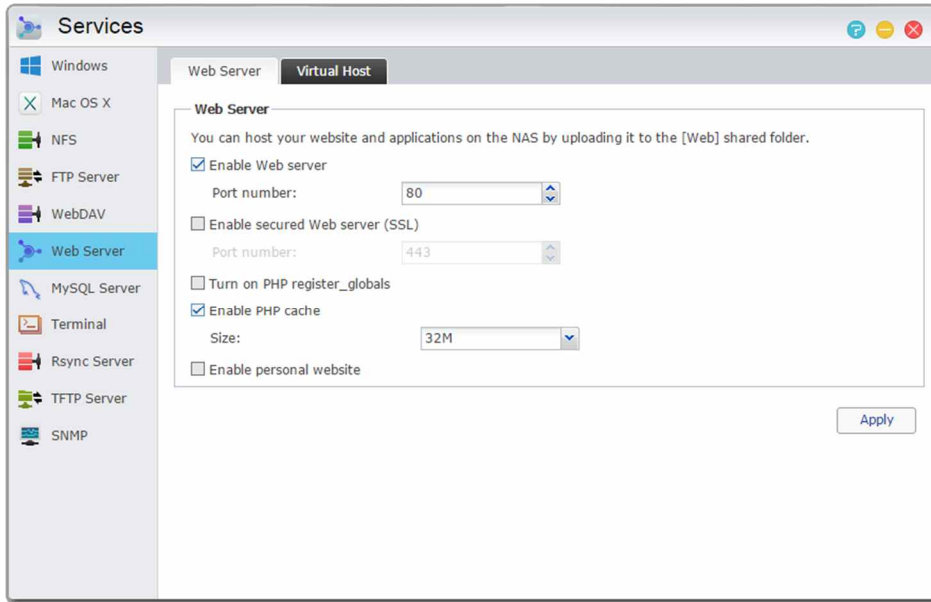 Services
Windows
Mac OS X
NFS
FTP Server
WebDAV
Web Server
MySQL Server
Terminal
Rsync Server
TFTP Server
SNMP
Web Server
Virtual Host
Web Server
You can host your website and applications on the NAS by uploading it to the [Web] shared folder.
Enable Web server
Port number: 80
Enable secured Web server (SSL)
Port number: 443
Turn on PHP register_globals
Enable PHP cache
Size: 32M
Enable personal website
Apply